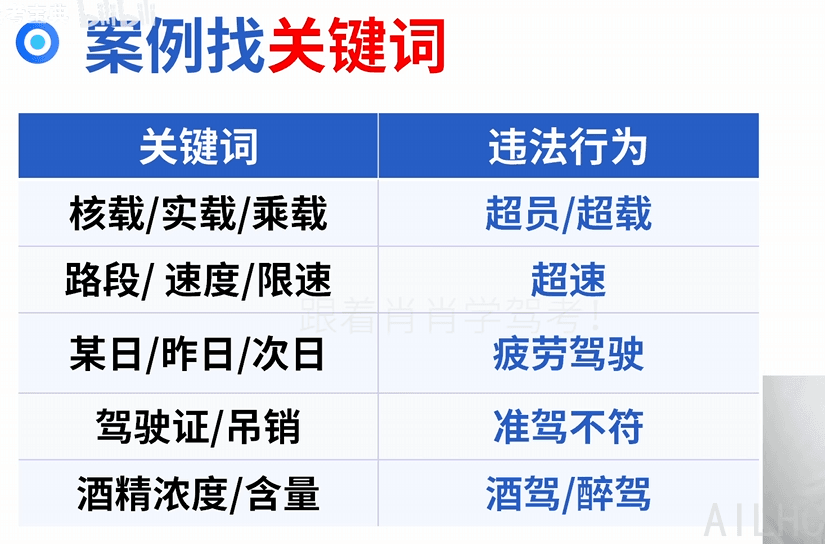 案例找关键词
关键词 违法行为
核载/实载/乘载 超员/超载
路段/ 速度/限速 超速
跟着肖肖学驾考!
某日/昨日/次日 疲劳驾驶
驾驶证/吊销 准驾不符
酒精浓度/含量 酒驾/醉驾